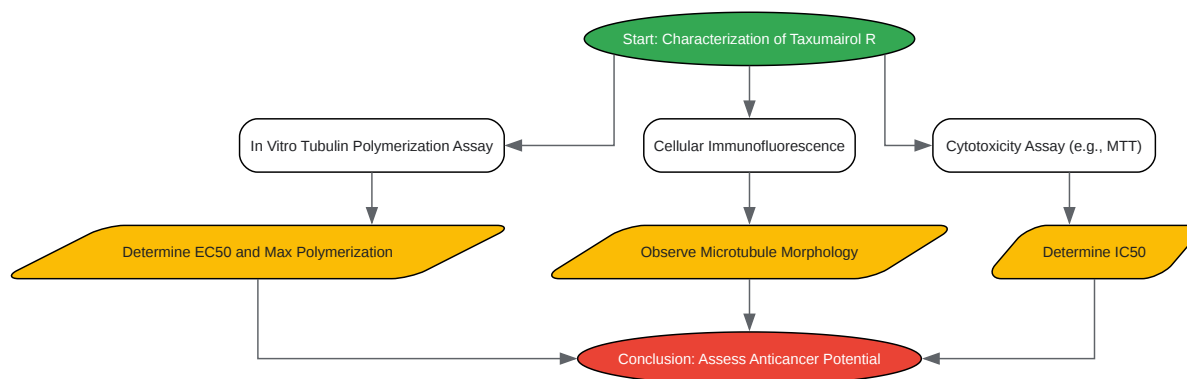 Start: Characterization of Taxumairol R
In Vitro Tubulin Polymerization Assay
Cellular Immunofluorescence
Cytotoxicity Assay (e.g., MTT)
Determine EC50 and Max Polymerization
Observe Microtubule Morphology
Determine IC50
Conclusion: Assess Anticancer Potential